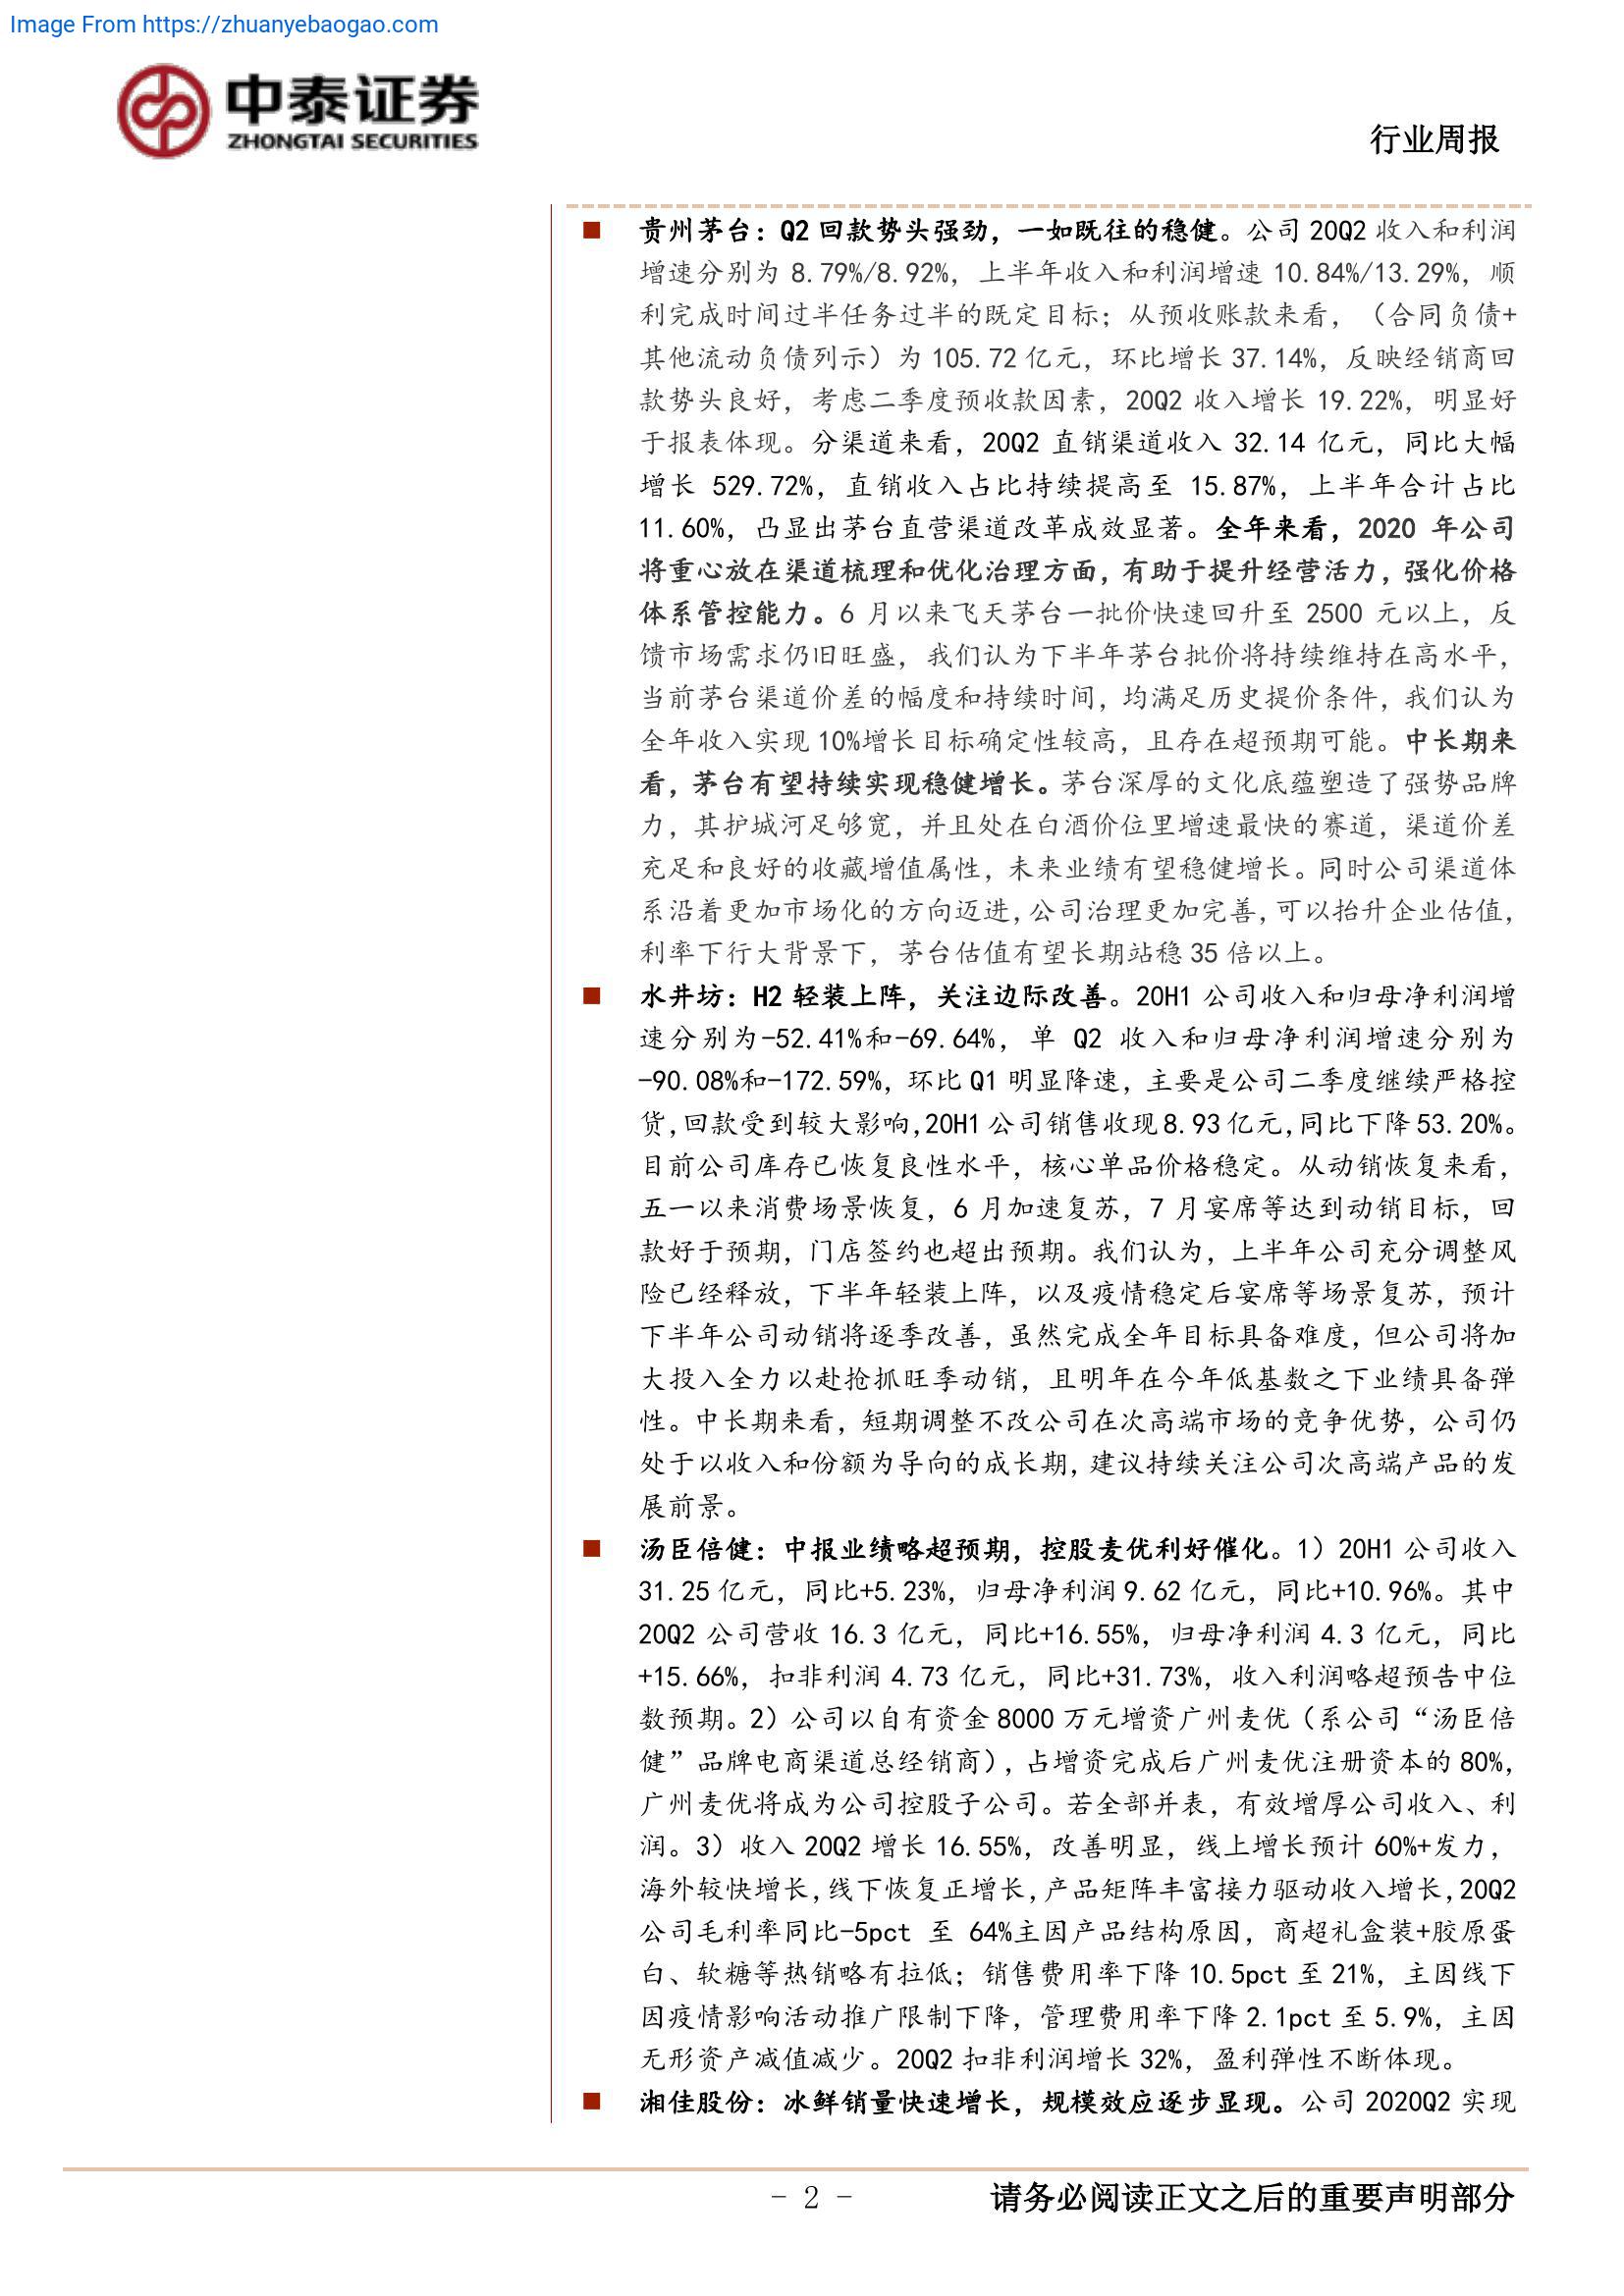 Image From https://zhuanyebaogao.com
中泰证券
ZHONGTAI SECURITIES
行业周报
■ 贵州茅台：Q2 回款势头强劲，一如既往的稳健。公司 20Q2 收入和利润
增速分别为 8.79%/8.92%，上半年收入和利润增速 10.84%/13.29%，顺
利完成时间过半任务过半的既定目标；从预收账款来看，（合同负债+
其他流动负债列示）为 105.72 亿元，环比增长 37.14%，反映经销商回
款势头良好，考虑二季度预收款因素，20Q2 收入增长 19.22%，明显好
于报表体现。分渠道来看，20Q2 直销渠道收入 32.14 亿元，同比大幅
增长 529.72%，直销收入占比持续提高至 15.87%，上半年合计占比
11.60%，凸显出茅台直营渠道改革成效显著。全年来看，2020 年公司
将重心放在渠道梳理和优化治理方面，有助于提升经营活力，强化价格
体系管控能力。6 月以来飞天茅台一批价快速回升至 2500 元以上，反
馈市场需求仍旧旺盛，我们认为下半年茅台批价将持续维持在高水平，
当前茅台渠道价差的幅度和持续时间，均满足历史提价条件，我们认为
全年收入实现 10%增长目标确定性较高，且存在超预期可能。中长期来
看，茅台有望持续实现稳健增长。茅台深厚的文化底蕴塑造了强势品牌
力，其护城河足够宽，并且处在白酒价位里增速最快的赛道，渠道价差
充足和良好的收藏增值属性，未来业绩有望稳健增长。同时公司渠道体
系沿着更加市场化的方向迈进，公司治理更加完善，可以抬升企业估值，
利率下行大背景下，茅台估值有望长期站稳 35 倍以上。
■ 水井坊：H2 轻装上阵，关注边际改善。20H1 公司收入和归母净利润增
速分别为-52.41%和-69.64%，单 Q2 收入和归母净利润增速分别为
-90.08%和-172.59%，环比 Q1 明显降速，主要是公司二季度继续严格控
货，回款受到较大影响，20H1 公司销售收现 8.93 亿元，同比下降 53.20%。
目前公司库存已恢复良性水平，核心单品价格稳定。从动销恢复来看，
五一以来消费场景恢复，6 月加速复苏，7 月宴席等达到动销目标，回
款好于预期，门店签约也超出预期。我们认为，上半年公司充分调整风
险已经释放，下半年轻装上阵，以及疫情稳定后宴席等场景复苏，预计
下半年公司动销将逐季改善，虽然完成全年目标具备难度，但公司将加
大投入全力以赴抢抓旺季动销，且明年在今年低基数之下业绩具备弹
性。中长期来看，短期调整不改公司在次高端市场的竞争优势，公司仍
处于以收入和份额为导向的成长期，建议持续关注公司次高端产品的发
展前景。
■ 汤臣倍健：中报业绩略超预期，控股麦优利好催化。1）20H1 公司收入
31.25 亿元，同比+5.23%，归母净利润 9.62 亿元，同比+10.96%。其中
20Q2 公司营收 16.3 亿元，同比+16.55%，归母净利润 4.3 亿元，同比
+15.66%，扣非利润 4.73 亿元，同比+31.73%，收入利润略超预告中位
数预期。2）公司以自有资金 8000 万元增资广州麦优（系公司“汤臣倍
健”品牌电商渠道总经销商），占增资完成后广州麦优注册资本的 80%，
广州麦优将成为公司控股子公司。若全部并表，有效增厚公司收入、利
润。3）收入 20Q2 增长 16.55%，改善明显，线上增长预计 60%+发力，
海外较快增长，线下恢复正增长，产品矩阵丰富接力驱动收入增长，20Q2
公司毛利率同比-5pct 至 64%主因产品结构原因，商超礼盒装+胶原蛋
白、软糖等热销略有拉低；销售费用率下降 10.5pct 至 21%，主因线下
因疫情影响活动推广限制下降，管理费用率下降 2.1pct 至 5.9%，主因
无形资产减值减少。20Q2 扣非利润增长 32%，盈利弹性不断体现。
■ 湘佳股份：冰鲜销量快速增长，规模效应逐步显现。公司 2020Q2 实现
- 2 -
请务必阅读正文之后的重要声明部分